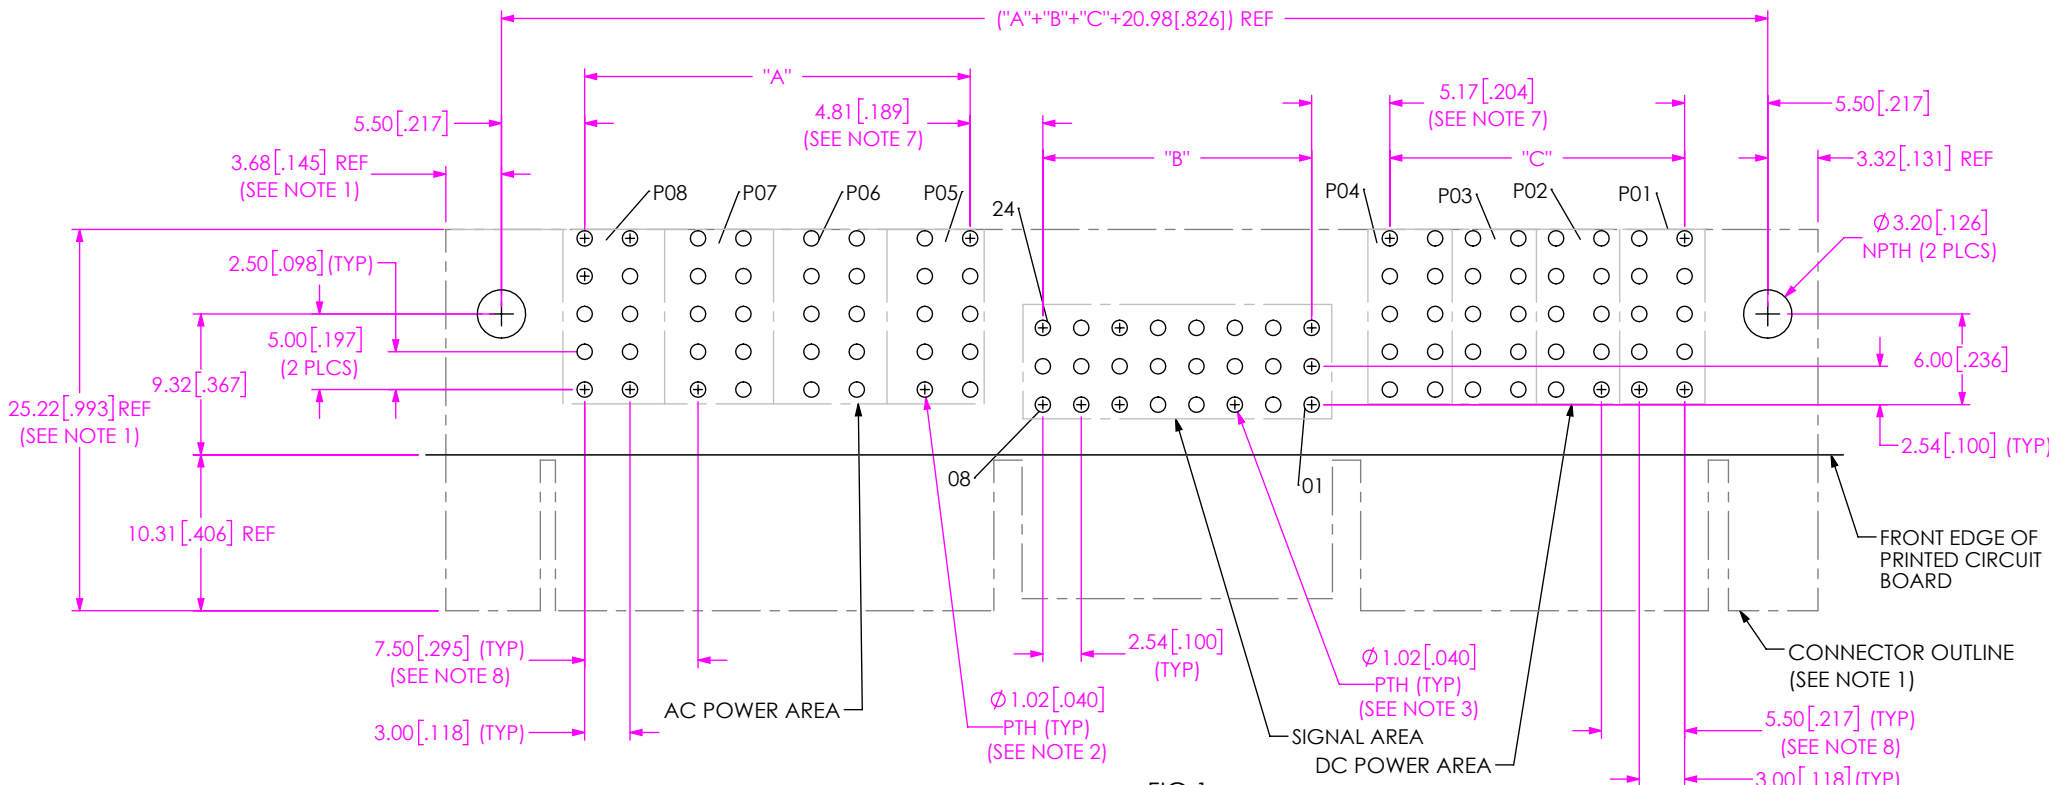 ("A"+"B"+"C"+20.98[.826]) REF
"A"
5.50[.217]
4.81[.189]
(SEE NOTE 7)
5.17[.204]
(SEE NOTE 7)
5.50[.217]
3.68[.145] REF
(SEE NOTE 1)
"B"
"C"
3.32[.131] REF
P08
P07
P06
P05
24
P04
P03
P02
P01
Ø3.20[.126]
NPTH (2 PLCS)
2.50[.098](TYP)
5.00[.197]
(2 PLCS)
9.32[.367]
25.22[.993]REF
(SEE NOTE 1)
6.00[.236]
2.54[.100] (TYP)
08
01
10.31[.406] REF
FRONT EDGE OF
PRINTED CIRCUIT
BOARD
7.50[.295] (TYP)
(SEE NOTE 8)
3.00[.118] (TYP)
AC POWER AREA
Ø1.02[.040]
PTH (TYP)
(SEE NOTE 2)
2.54[.100]
(TYP)
Ø1.02[.040]
PTH (TYP)
(SEE NOTE 3)
SIGNAL AREA
DC POWER AREA
CONNECTOR OUTLINE
(SEE NOTE 1)
5.50[.217] (TYP)
(SEE NOTE 8)
3.00[.118](TYP)
FIG 1